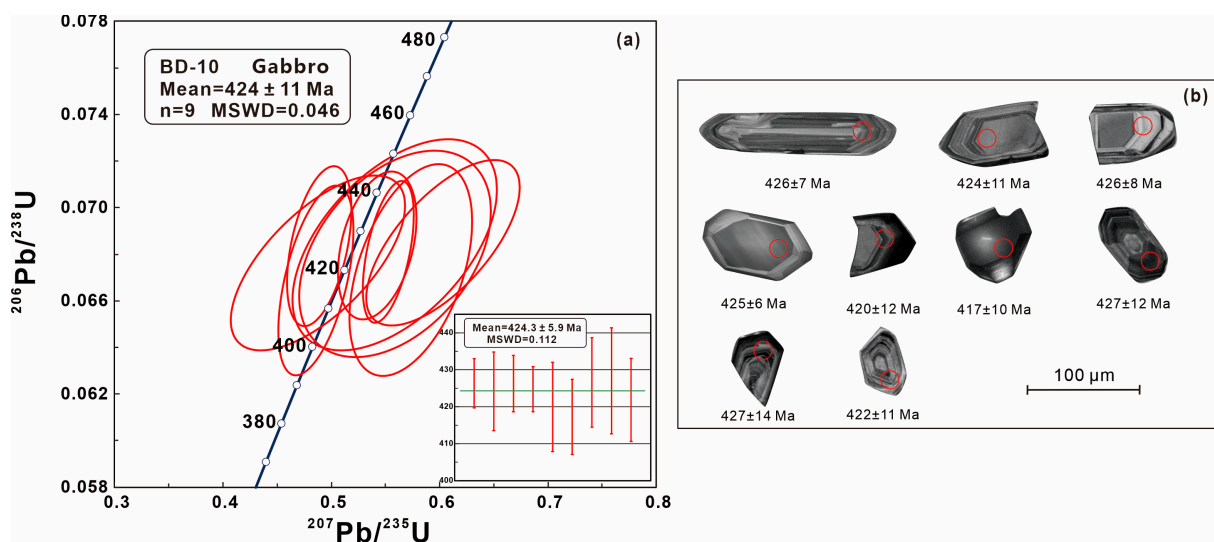 (a)
BD-10 Gabbro
Mean=424 ± 11 Ma
n=9 MSWD=0.046
0.078
0.074
0.070
0.066
0.062
0.058
²⁰⁶Pb/²³⁸U
480
460
440
420
400
380
0.3 0.4 0.5 0.6 0.7 0.8
²⁰⁷Pb/²³⁵U
Mean=424.3 ± 5.9 Ma
MSWD=0.112
440
430
420
410
400
(b)
426±7 Ma 424±11 Ma 426±8 Ma
425±6 Ma 420±12 Ma 417±10 Ma 427±12 Ma
427±14 Ma 422±11 Ma
100 µm